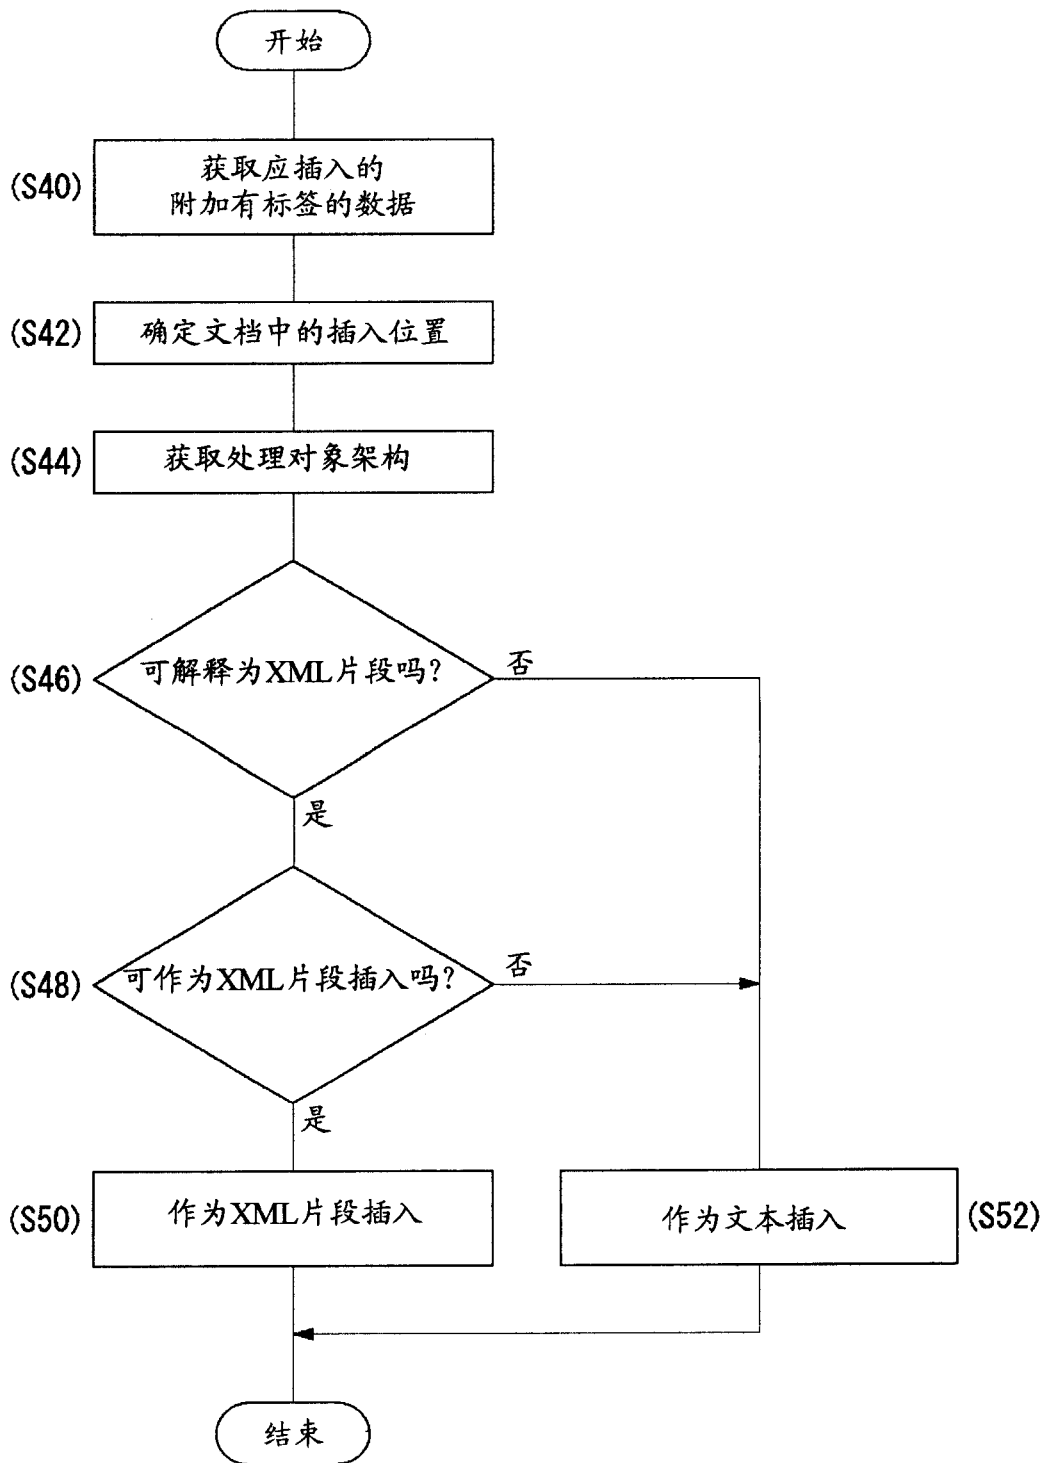 开始
(S40)
获取应插入的
附加有标签的数据
(S42)
确定文档中的插入位置
(S44)
获取处理对象架构
(S46)
可解释为XML片段吗?
否
是
(S48)
可作为XML片段插入吗?
否
是
(S50)
作为XML片段插入
作为文本插入
(S52)
结束